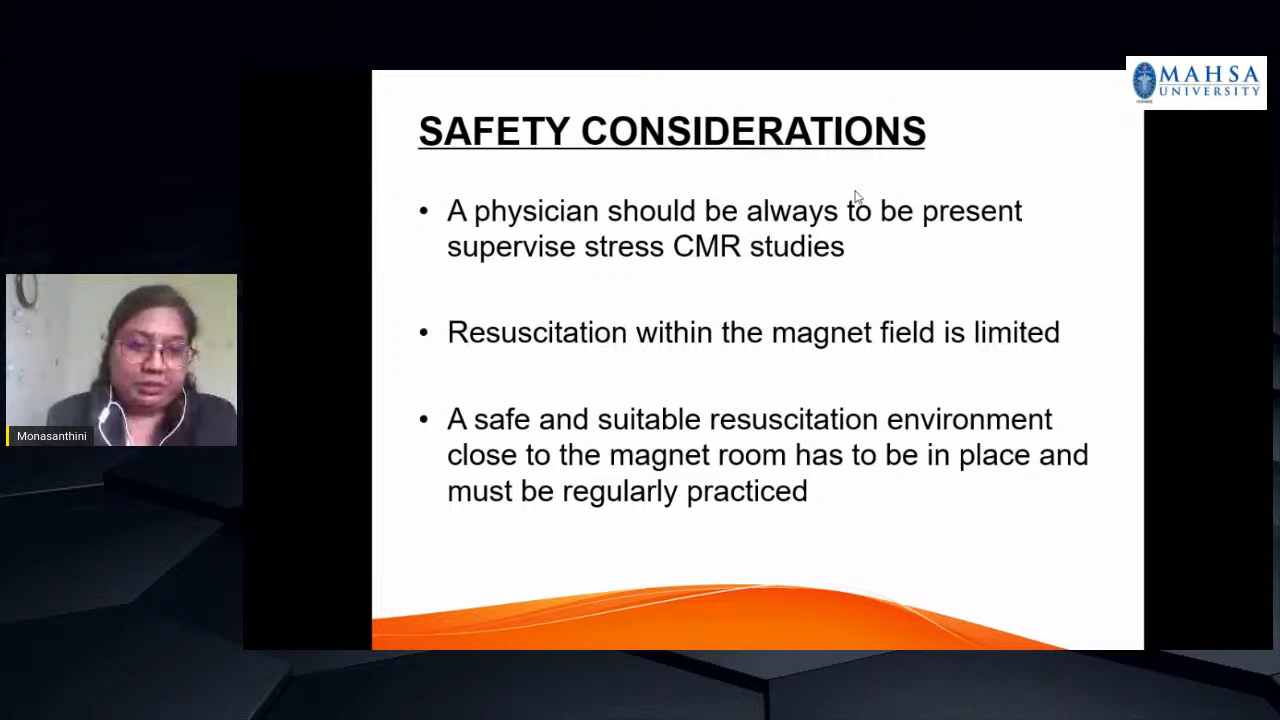 MAHSA
UNIVERSITY
SAFETY CONSIDERATIONS
• A physician should be always to be present
supervise stress CMR studies
• Resuscitation within the magnet field is limited
• A safe and suitable resuscitation environment
close to the magnet room has to be in place and
must be regularly practiced
Monasanthini